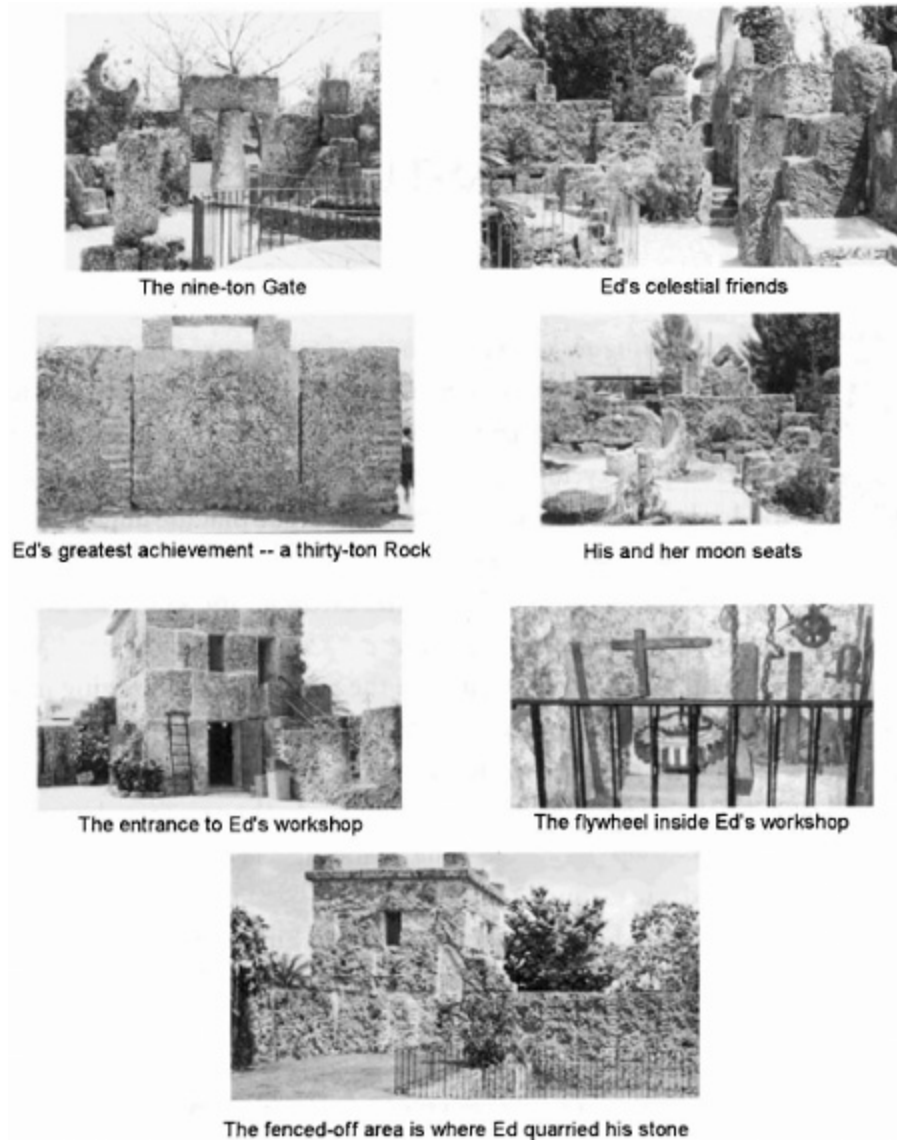 The nine-ton Gate
Ed's celestial friends
Ed's greatest achievement -- a thirty-ton Rock
His and her moon seats
The entrance to Ed's workshop
The flywheel inside Ed's workshop
The fenced-off area is where Ed quarried his stone